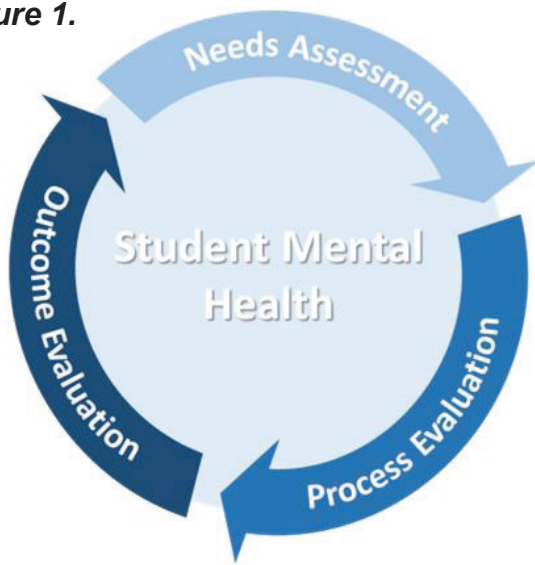 ure 1.
Needs Assessment
Student Mental
Health
Outcome Evaluation
Process Evaluation